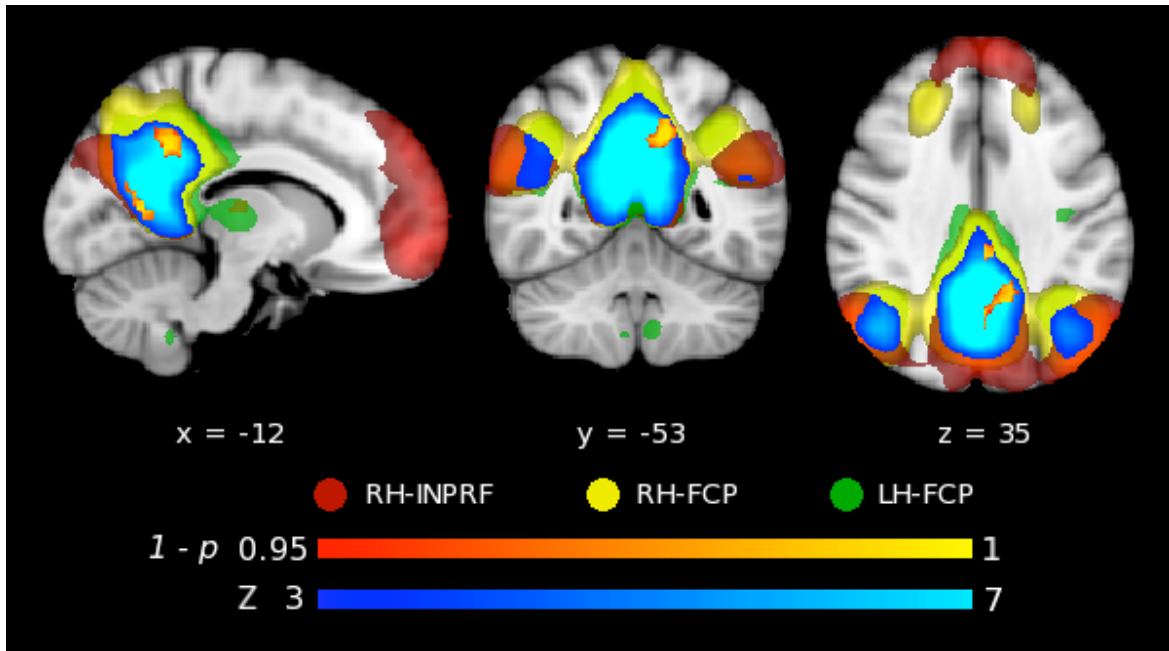 x = -12 y = -53 z = 35
RH-INPRF RH-FCP LH-FCP
1 - p 0.95 1
Z 3 7